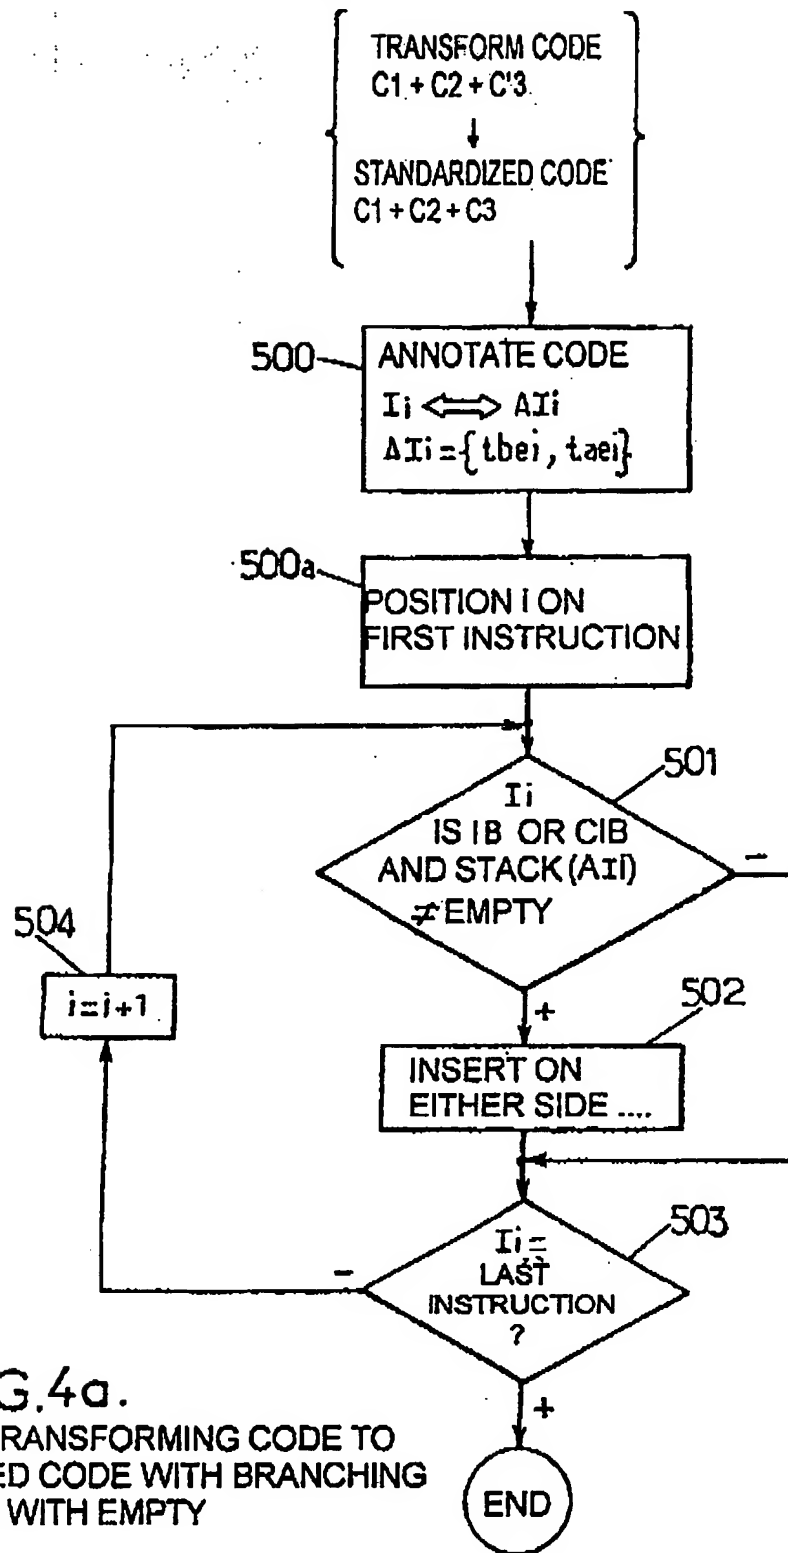 TRANSFORM CODE
C1 + C2 + C'3
STANDARDIZED CODE
C1 + C2 + C3
500
ANNOTATE CODE
Ii ⟺ AIi
AIi = {tbei, taei}
500a
POSITION I ON
FIRST INSTRUCTION
501
Ii
IS IB OR CIB
AND STACK (AIi)
≠ EMPTY
-
+
504
i=i+1
502
INSERT ON
EITHER SIDE ....
503
Ii =
LAST
INSTRUCTION
?
-
+
END
G.4a.
RANSFORMING CODE TO
ED CODE WITH BRANCHING
WITH EMPTY